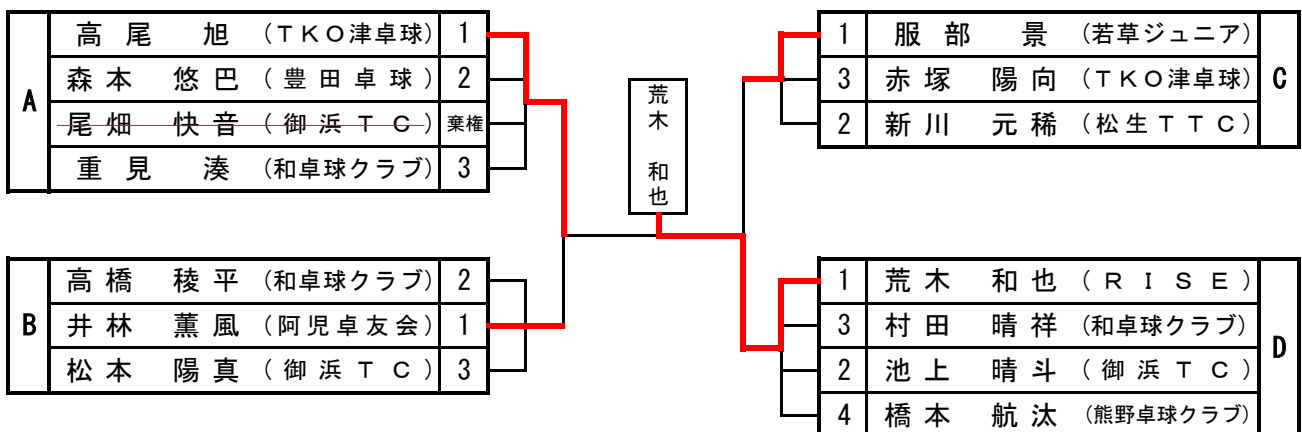 A
高尾 旭 (TKO津卓球) 1
森本 悠巴 (豊田卓球) 2
尾畑 快音 (御浜TC) 棄権
重見 湊 (和卓球クラブ) 3
B
高橋 稜平 (和卓球クラブ) 2
井林 薫風 (阿児卓友会) 1
松本 陽真 (御浜TC) 3
荒木 和也
C
1 服部 景 (若草ジュニア)
3 赤塚 陽向 (TKO津卓球)
2 新川 元稀 (松生TTC)
D
1 荒木 和也 (RISE)
3 村田 晴祥 (和卓球クラブ)
2 池上 晴斗 (御浜TC)
4 橋本 航汰 (熊野卓球クラブ)